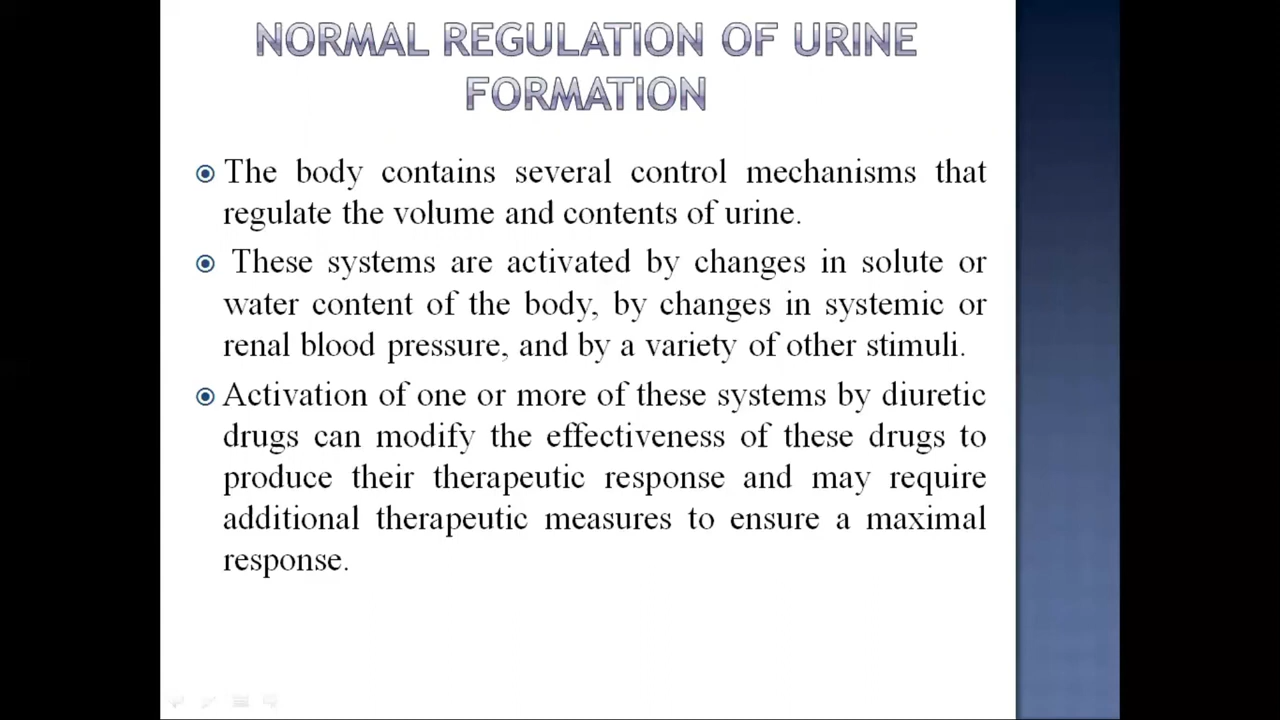 NORMAL REGULATION OF URINE
FORMATION
The body contains several control mechanisms that
regulate the volume and contents of urine.
These systems are activated by changes in solute or
water content of the body, by changes in systemic or
renal blood pressure, and by a variety of other stimuli.
Activation of one or more of these systems by diuretic
drugs can modify the effectiveness of these drugs to
produce their therapeutic response and may require
additional therapeutic measures to ensure a maximal
response.